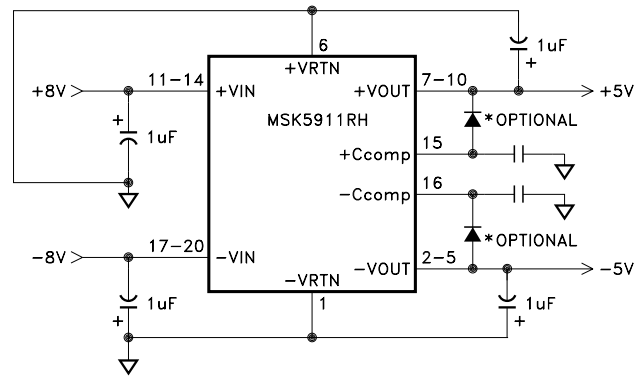 6
+VRTN
1uF
+
+8V
11-14
+VIN
+VOUT
7-10
+5V
+
1uF
MSK5911RH
*OPTIONAL
+Ccomp
15
-Ccomp
16
-8V
17-20
-VIN
*OPTIONAL
-VOUT
2-5
-5V
1uF
+
-VRTN
1
1uF
+